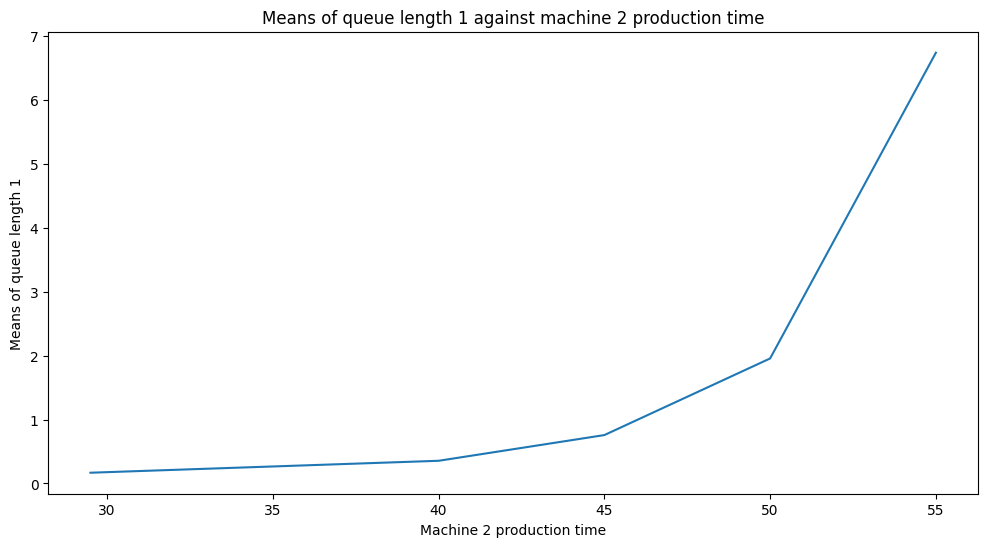 Means of queue length 1 against machine 2 production time
7
6
5
4
3
2
1
0
Means of queue length 1
30 35 40 45 50 55
Machine 2 production time